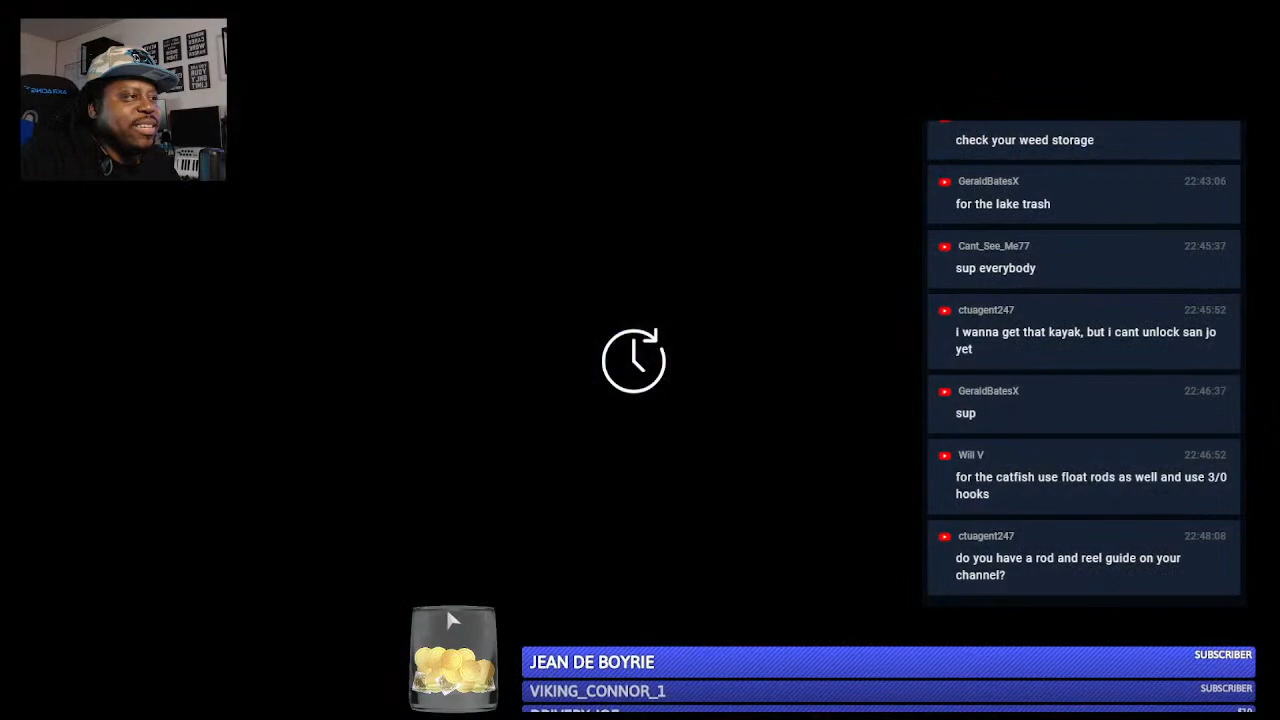 check your weed storage
GeraldBatesX 22:43:06
for the lake trash
Cant_See_Me77 22:45:37
sup everybody
ctuagent247 22:45:52
i wanna get that kayak, but i cant unlock san jo
yet
GeraldBatesX 22:46:37
sup
Will V 22:46:52
for the catfish use float rods as well and use 3/0
hooks
ctuagent247 22:48:08
do you have a rod and reel guide on your
channel?
JEAN DE BOYRIE SUBSCRIBER
VIKING_CONNOR_1 SUBSCRIBER